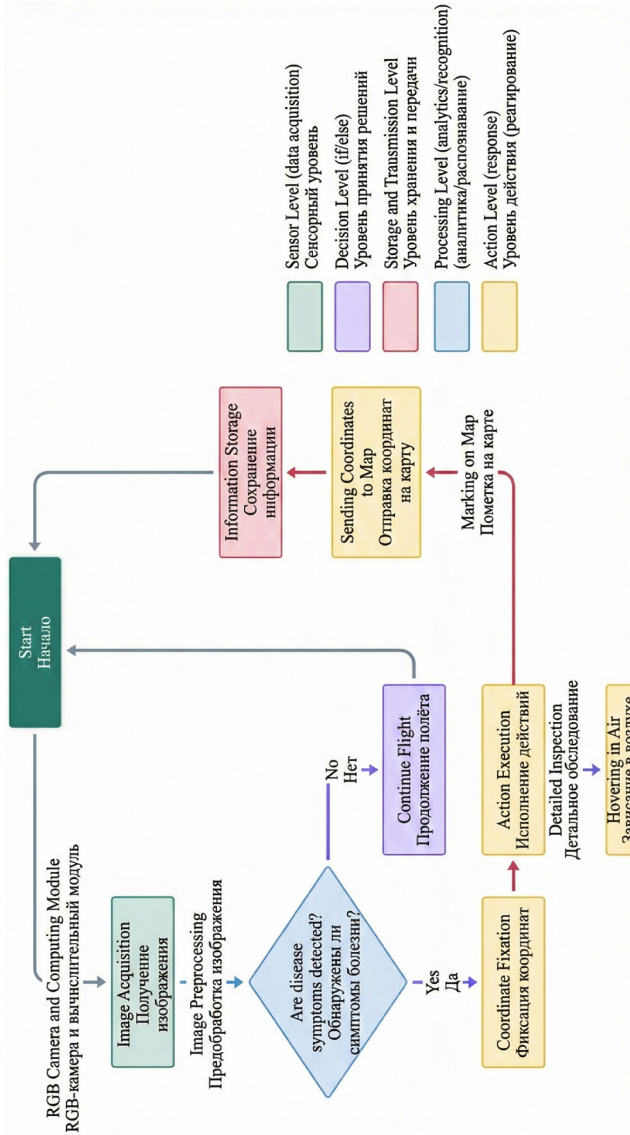 Start
Начало
RGB Camera and Computing Module
RGB-камера и вычислительный модуль
Image Acquisition
Получение
изображения
Image Preprocessing
Предобработка изображения
Are disease
symptoms detected?
Обнаружены ли
симптомы болезни?
No
Нет
Continue Flight
Продолжение полёта
Yes
Да
Coordinate Fixation
Фиксация координат
Action Execution
Исполнение действий
Detailed Inspection
Детальное обследование
Hovering in Air
Зависание в воздухе
Marking on Map
Пометка на карте
Sending Coordinates
to Map
Отправка координат
на карту
Information Storage
Сохранение
информации
Sensor Level (data acquisition)
Сенсорный уровень
Decision Level (if/else)
Уровень принятия решений
Storage and Trausmission Level
Уровень хранения и передачи
Processing Level (analytics/recognition)
(аналитика/распознавание)
Action Level (response)
Уровень действия (реагирование)